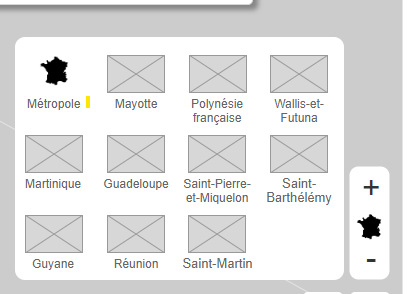 Métropole
Mayotte
Polynésie
française
Wallis-et-
Futuna
Martinique
Guadeloupe
Saint-Pierre-
et-Miquelon
Saint-
Barthélémy
+
Guyane
Réunion
Saint-Martin
-